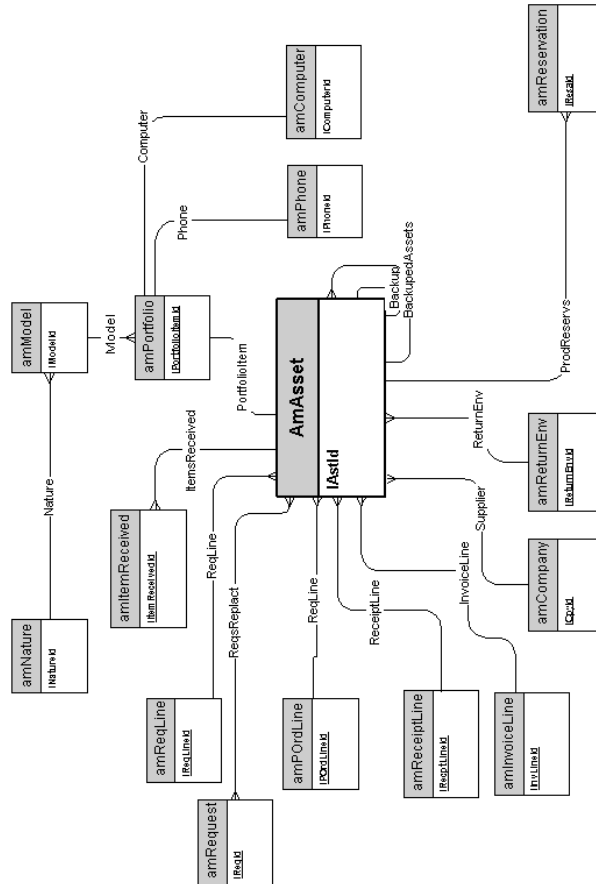 amNature
lNatureId
Nature
amModel
lModelId
Model
amPortfolio
lPortfolioItemId
Computer
amComputer
lComputerId
Phone
amPhone
lPhoneId
PortfolioItem
amItemReceived
lItemReceivedId
ItemsReceived
amReqLine
lReqLineId
ReqLine
amRequest
lReqId
ReqsReplact
AmAsset
lAstId
Backup
BackupedAssets
amPOrdLine
lPOrdLineId
ReqLine
amReceiptLine
lRecptLineId
ReceiptLine
amInvoiceLine
lInvLineId
InvoiceLine
amCompany
lCpyId
Supplier
amReturnEnv
lReturnEnvId
ReturnEnv
ProdReservs
amReservation
lResaId